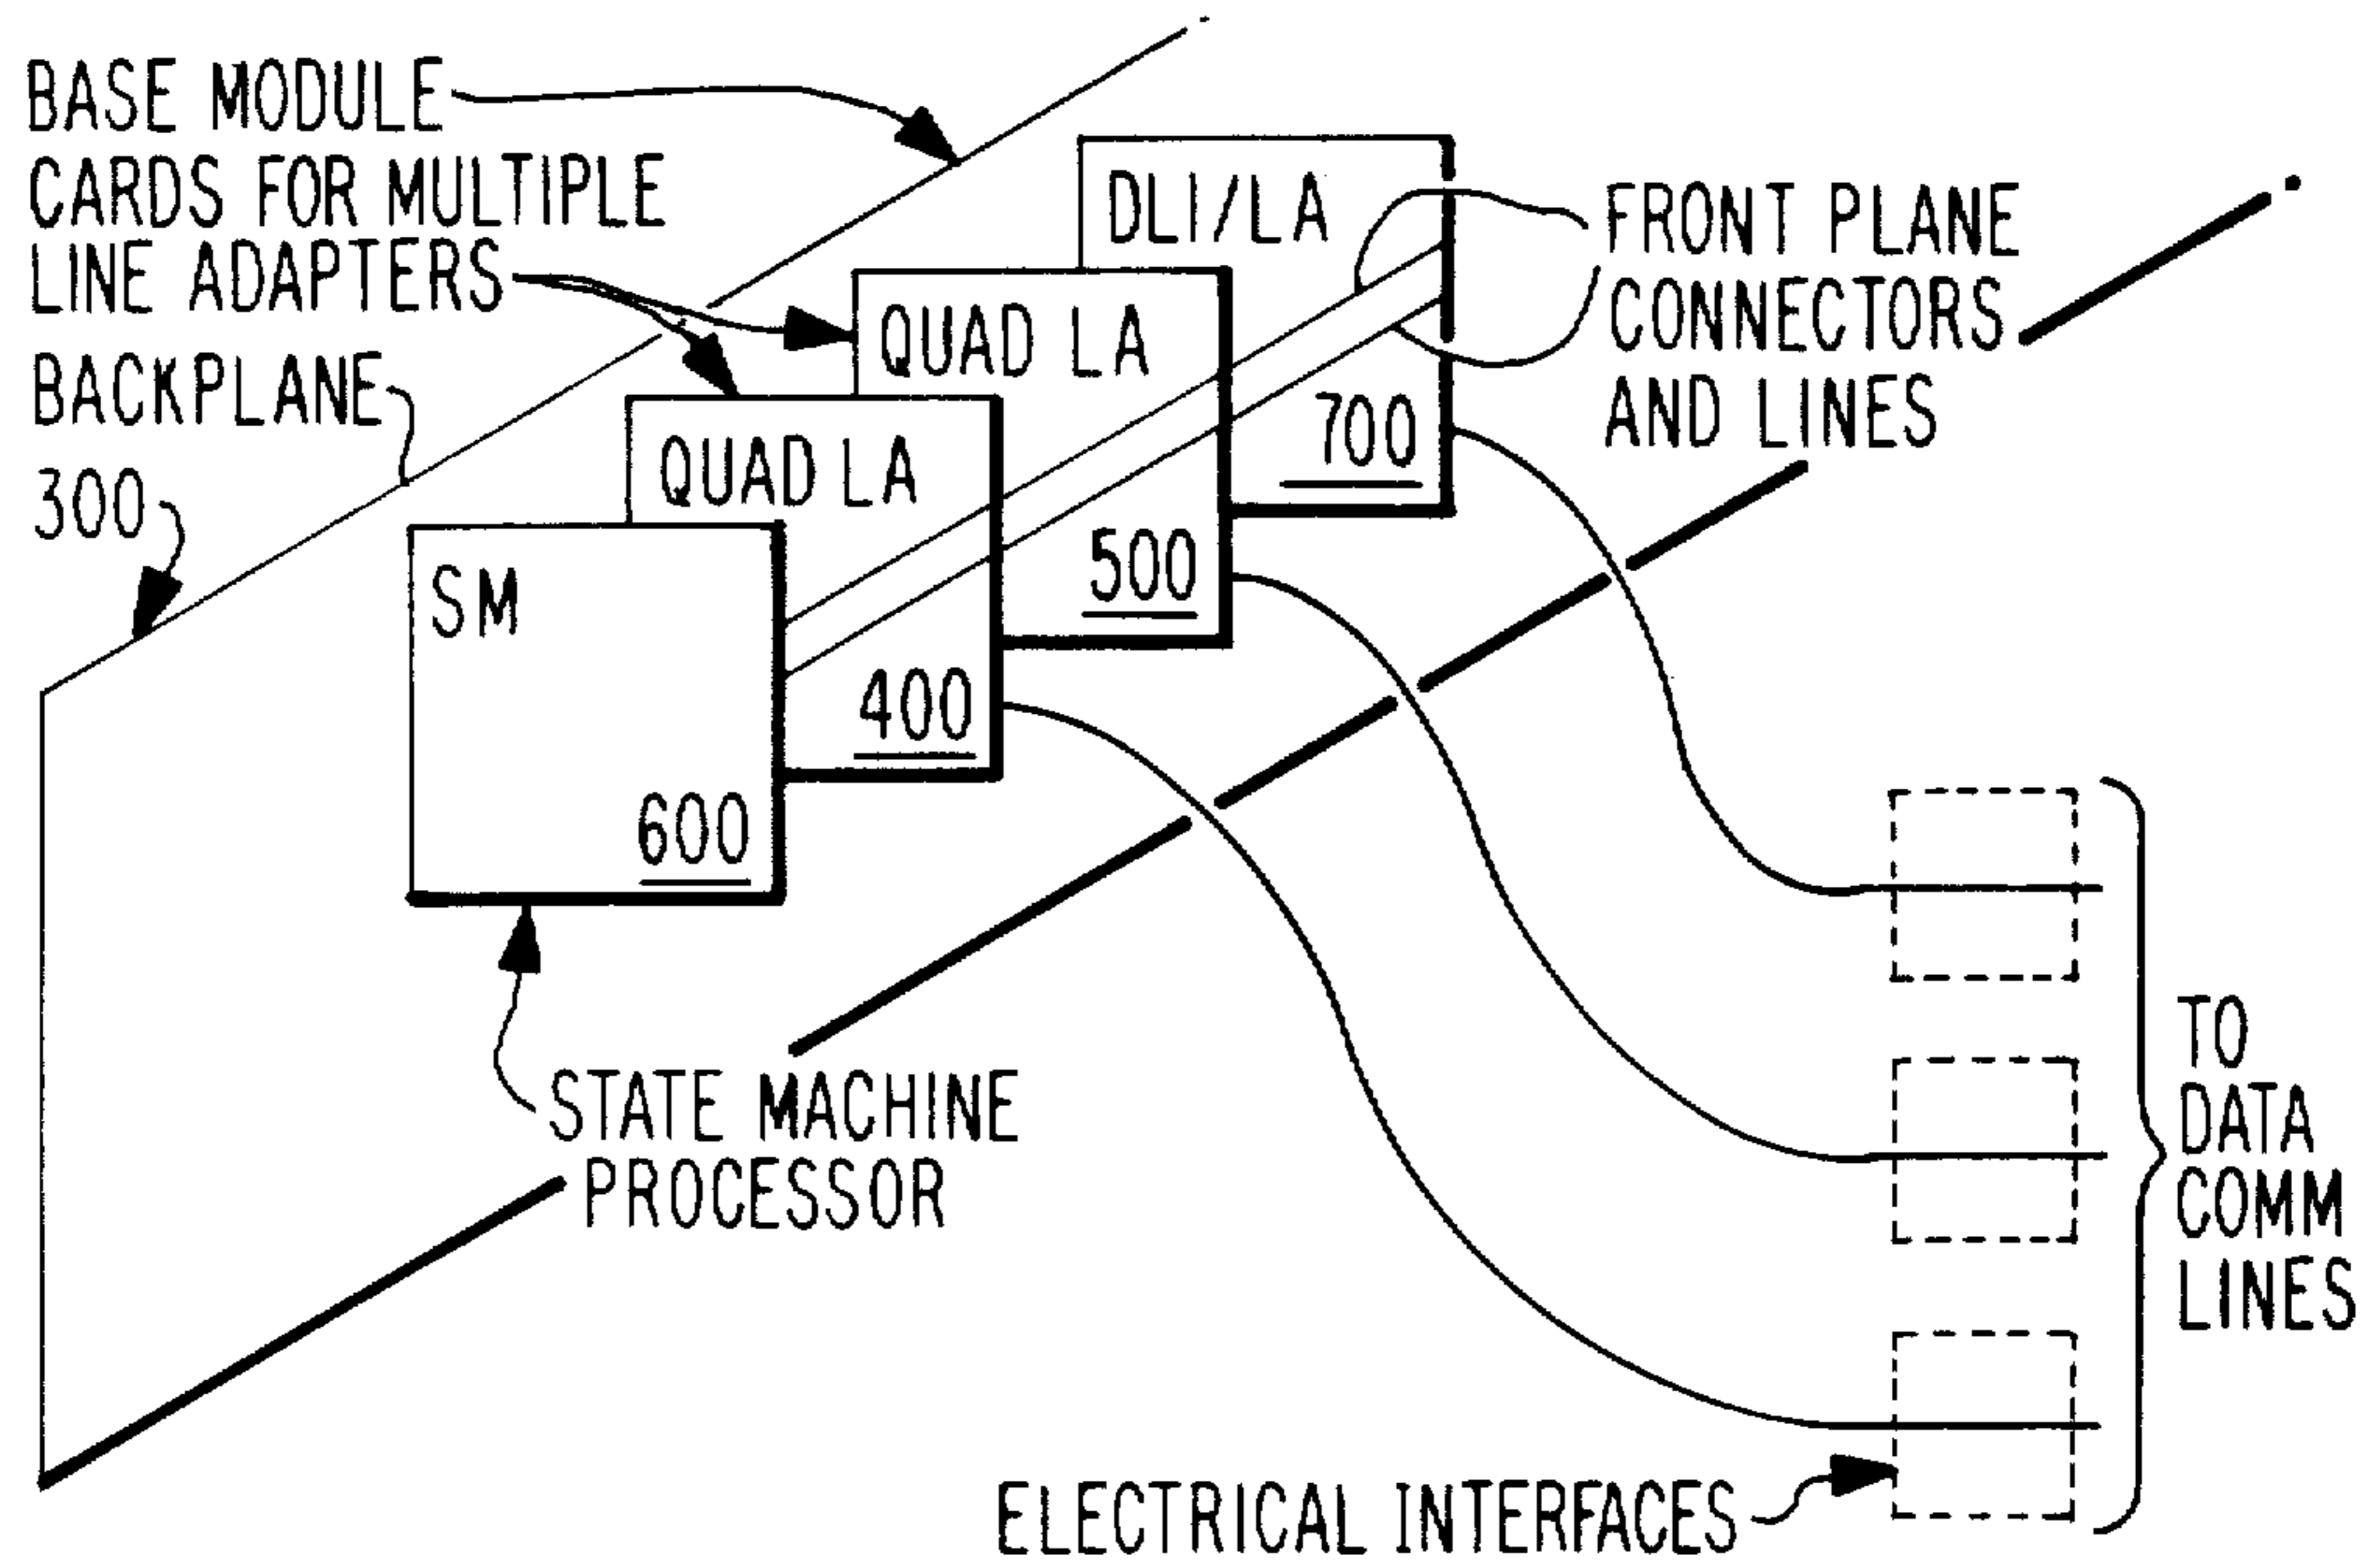 BASE MODULE
CARDS FOR MULTIPLE
LINE ADAPTERS
BACKPLANE
300
DLI/LA
700
QUAD LA
500
QUAD LA
400
SM
600
FRONT PLANE
CONNECTORS
AND LINES
STATE MACHINE
PROCESSOR
TO
DATA
COMM
LINES
ELECTRICAL INTERFACES